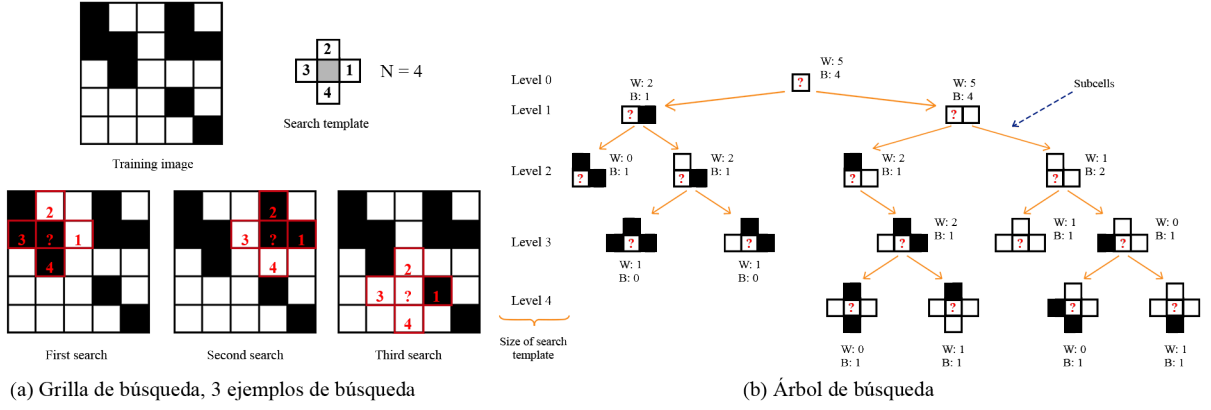 2
3
1
4
N = 4
Search template
Training image
2
3 ? 1
4
First search
2
3 ? 1
4
Second search
2
3 ? 1
4
Third search
(a) Grilla de búsqueda, 3 ejemplos de búsqueda
Level 0
?
W: 5
B: 4
Level 1
W: 2
B: 1
?
W: 5
B: 4
?
Subcells
Level 2
?
W: 0
B: 1
?
W: 2
B: 1
?
W: 2
B: 1
?
W: 1
B: 2
Level 3
?
W: 1
B: 0
?
W: 1
B: 0
?
W: 2
B: 1
?
W: 1
B: 1
?
W: 0
B: 1
Level 4
?
W: 0
B: 1
?
W: 1
B: 1
?
W: 0
B: 1
?
W: 1
B: 1
Size of search
template
(b) Árbol de búsqueda